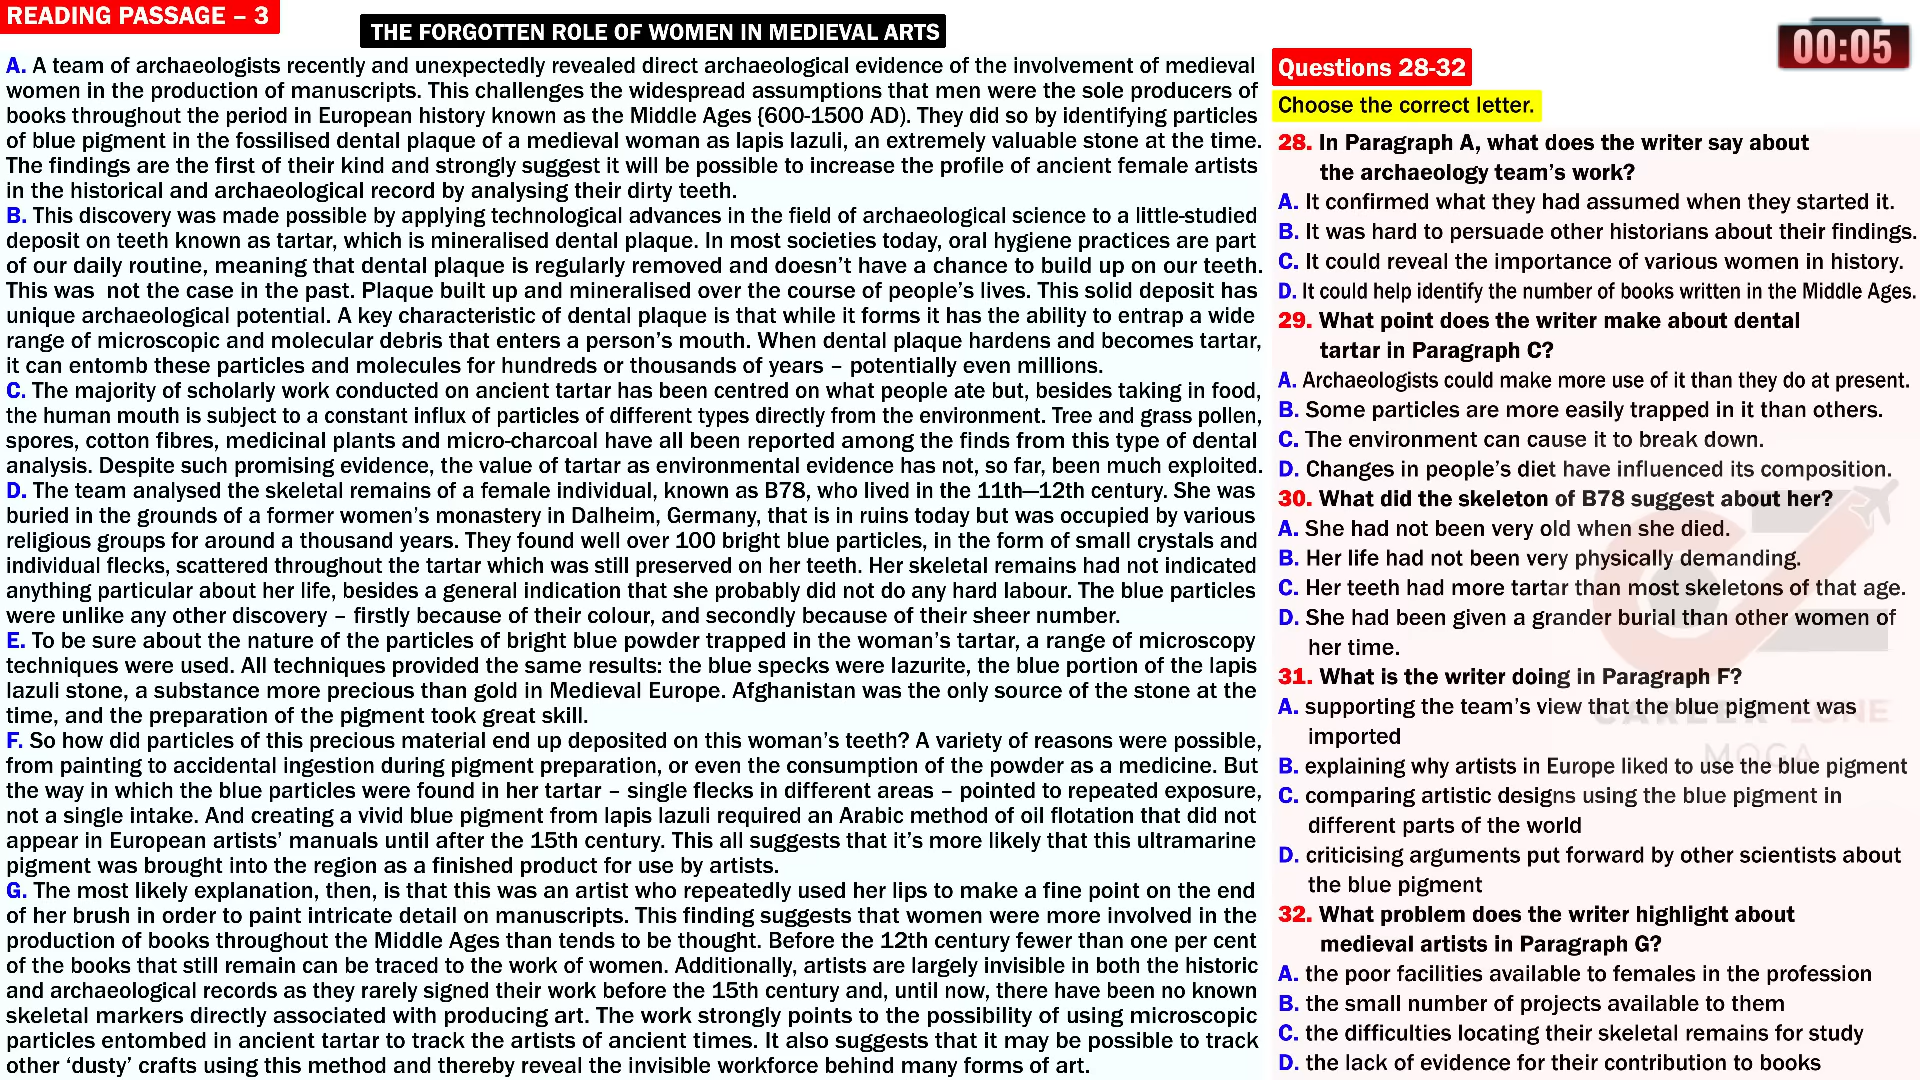 READING PASSAGE – 3
THE FORGOTTEN ROLE OF WOMEN IN MEDIEVAL ARTS
A. A team of archaeologists recently and unexpectedly revealed direct archaeological evidence of the involvement of medieval
women in the production of manuscripts. This challenges the widespread assumptions that men were the sole producers of
books throughout the period in European history known as the Middle Ages {600-1500 AD). They did so by identifying particles
of blue pigment in the fossilised dental plaque of a medieval woman as lapis lazuli, an extremely valuable stone at the time.
The findings are the first of their kind and strongly suggest it will be possible to increase the profile of ancient female artists
in the historical and archaeological record by analysing their dirty teeth.
B. This discovery was made possible by applying technological advances in the field of archaeological science to a little-studied
deposit on teeth known as tartar, which is mineralised dental plaque. In most societies today, oral hygiene practices are part
of our daily routine, meaning that dental plaque is regularly removed and doesn't have a chance to build up on our teeth.
This was not the case in the past. Plaque built up and mineralised over the course of people's lives. This solid deposit has
unique archaeological potential. A key characteristic of dental plaque is that while it forms it has the ability to entrap a wide
range of microscopic and molecular debris that enters a person's mouth. When dental plaque hardens and becomes tartar,
it can entomb these particles and molecules for hundreds or thousands of years – potentially even millions.
C. The majority of scholarly work conducted on ancient tartar has been centred on what people ate but, besides taking in food,
the human mouth is subject to a constant influx of particles of different types directly from the environment. Tree and grass pollen,
spores, cotton fibres, medicinal plants and micro-charcoal have all been reported among the finds from this type of dental
analysis. Despite such promising evidence, the value of tartar as environmental evidence has not, so far, been much exploited.
D. The team analysed the skeletal remains of a female individual, known as B78, who lived in the 11th—12th century. She was
buried in the grounds of a former women's monastery in Dalheim, Germany, that is in ruins today but was occupied by various
religious groups for around a thousand years. They found well over 100 bright blue particles, in the form of small crystals and
individual flecks, scattered throughout the tartar which was still preserved on her teeth. Her skeletal remains had not indicated
anything particular about her life, besides a general indication that she probably did not do any hard labour. The blue particles
were unlike any other discovery – firstly because of their colour, and secondly because of their sheer number.
E. To be sure about the nature of the particles of bright blue powder trapped in the woman's tartar, a range of microscopy
techniques were used. All techniques provided the same results: the blue specks were lazurite, the blue portion of the lapis
lazuli stone, a substance more precious than gold in Medieval Europe. Afghanistan was the only source of the stone at the
time, and the preparation of the pigment took great skill.
F. So how did particles of this precious material end up deposited on this woman's teeth? A variety of reasons were possible,
from painting to accidental ingestion during pigment preparation, or even the consumption of the powder as a medicine. But
the way in which the blue particles were found in her tartar – single flecks in different areas – pointed to repeated exposure,
not a single intake. And creating a vivid blue pigment from lapis lazuli required an Arabic method of oil flotation that did not
appear in European artists' manuals until after the 15th century. This all suggests that it's more likely that this ultramarine
pigment was brought into the region as a finished product for use by artists.
G. The most likely explanation, then, is that this was an artist who repeatedly used her lips to make a fine point on the end
of her brush in order to paint intricate detail on manuscripts. This finding suggests that women were more involved in the
production of books throughout the Middle Ages than tends to be thought. Before the 12th century fewer than one per cent
of the books that still remain can be traced to the work of women. Additionally, artists are largely invisible in both the historic
and archaeological records as they rarely signed their work before the 15th century and, until now, there have been no known
skeletal markers directly associated with producing art. The work strongly points to the possibility of using microscopic
particles entombed in ancient tartar to track the artists of ancient times. It also suggests that it may be possible to track
other 'dusty' crafts using this method and thereby reveal the invisible workforce behind many forms of art.
00:05
Questions 28-32
Choose the correct letter.
28. In Paragraph A, what does the writer say about
the archaeology team's work?
A. It confirmed what they had assumed when they started it.
B. It was hard to persuade other historians about their findings.
C. It could reveal the importance of various women in history.
D. It could help identify the number of books written in the Middle Ages.
29. What point does the writer make about dental
tartar in Paragraph C?
A. Archaeologists could make more use of it than they do at present.
B. Some particles are more easily trapped in it than others.
C. The environment can cause it to break down.
D. Changes in people's diet have influenced its composition.
30. What did the skeleton of B78 suggest about her?
A. She had not been very old when she died.
B. Her life had not been very physically demanding.
C. Her teeth had more tartar than most skeletons of that age.
D. She had been given a grander burial than other women of
her time.
31. What is the writer doing in Paragraph F?
A. supporting the team's view that the blue pigment was
imported
B. explaining why artists in Europe liked to use the blue pigment
C. comparing artistic designs using the blue pigment in
different parts of the world
D. criticising arguments put forward by other scientists about
the blue pigment
32. What problem does the writer highlight about
medieval artists in Paragraph G?
A. the poor facilities available to females in the profession
B. the small number of projects available to them
C. the difficulties locating their skeletal remains for study
D. the lack of evidence for their contribution to books
CAREER ZONE
MOGA